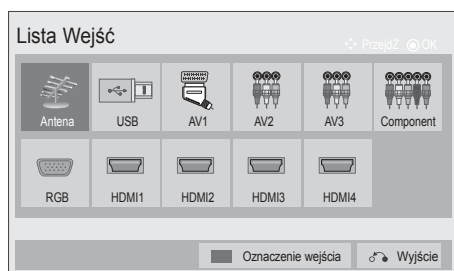 Lista Wejść
PrzejdŹ OK
Antena USB AV1 AV2 AV3 Component
RGB HDMI1 HDMI2 HDMI3 HDMI4
Oznaczenie wejścia Wyjście